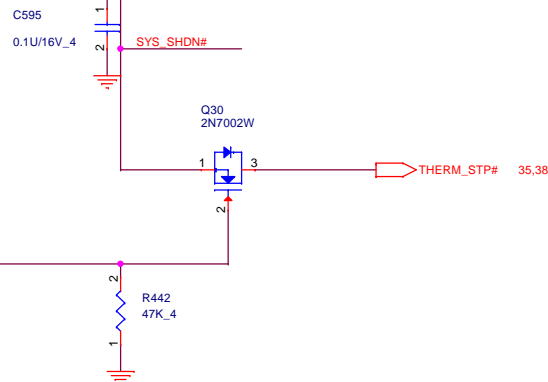 1
C595
0.1U/16V_4
2
SYS_SHDN#
Q30
2N7002W
1
3
THERM_STP# 35,38
2
2
R442
47K_4
1